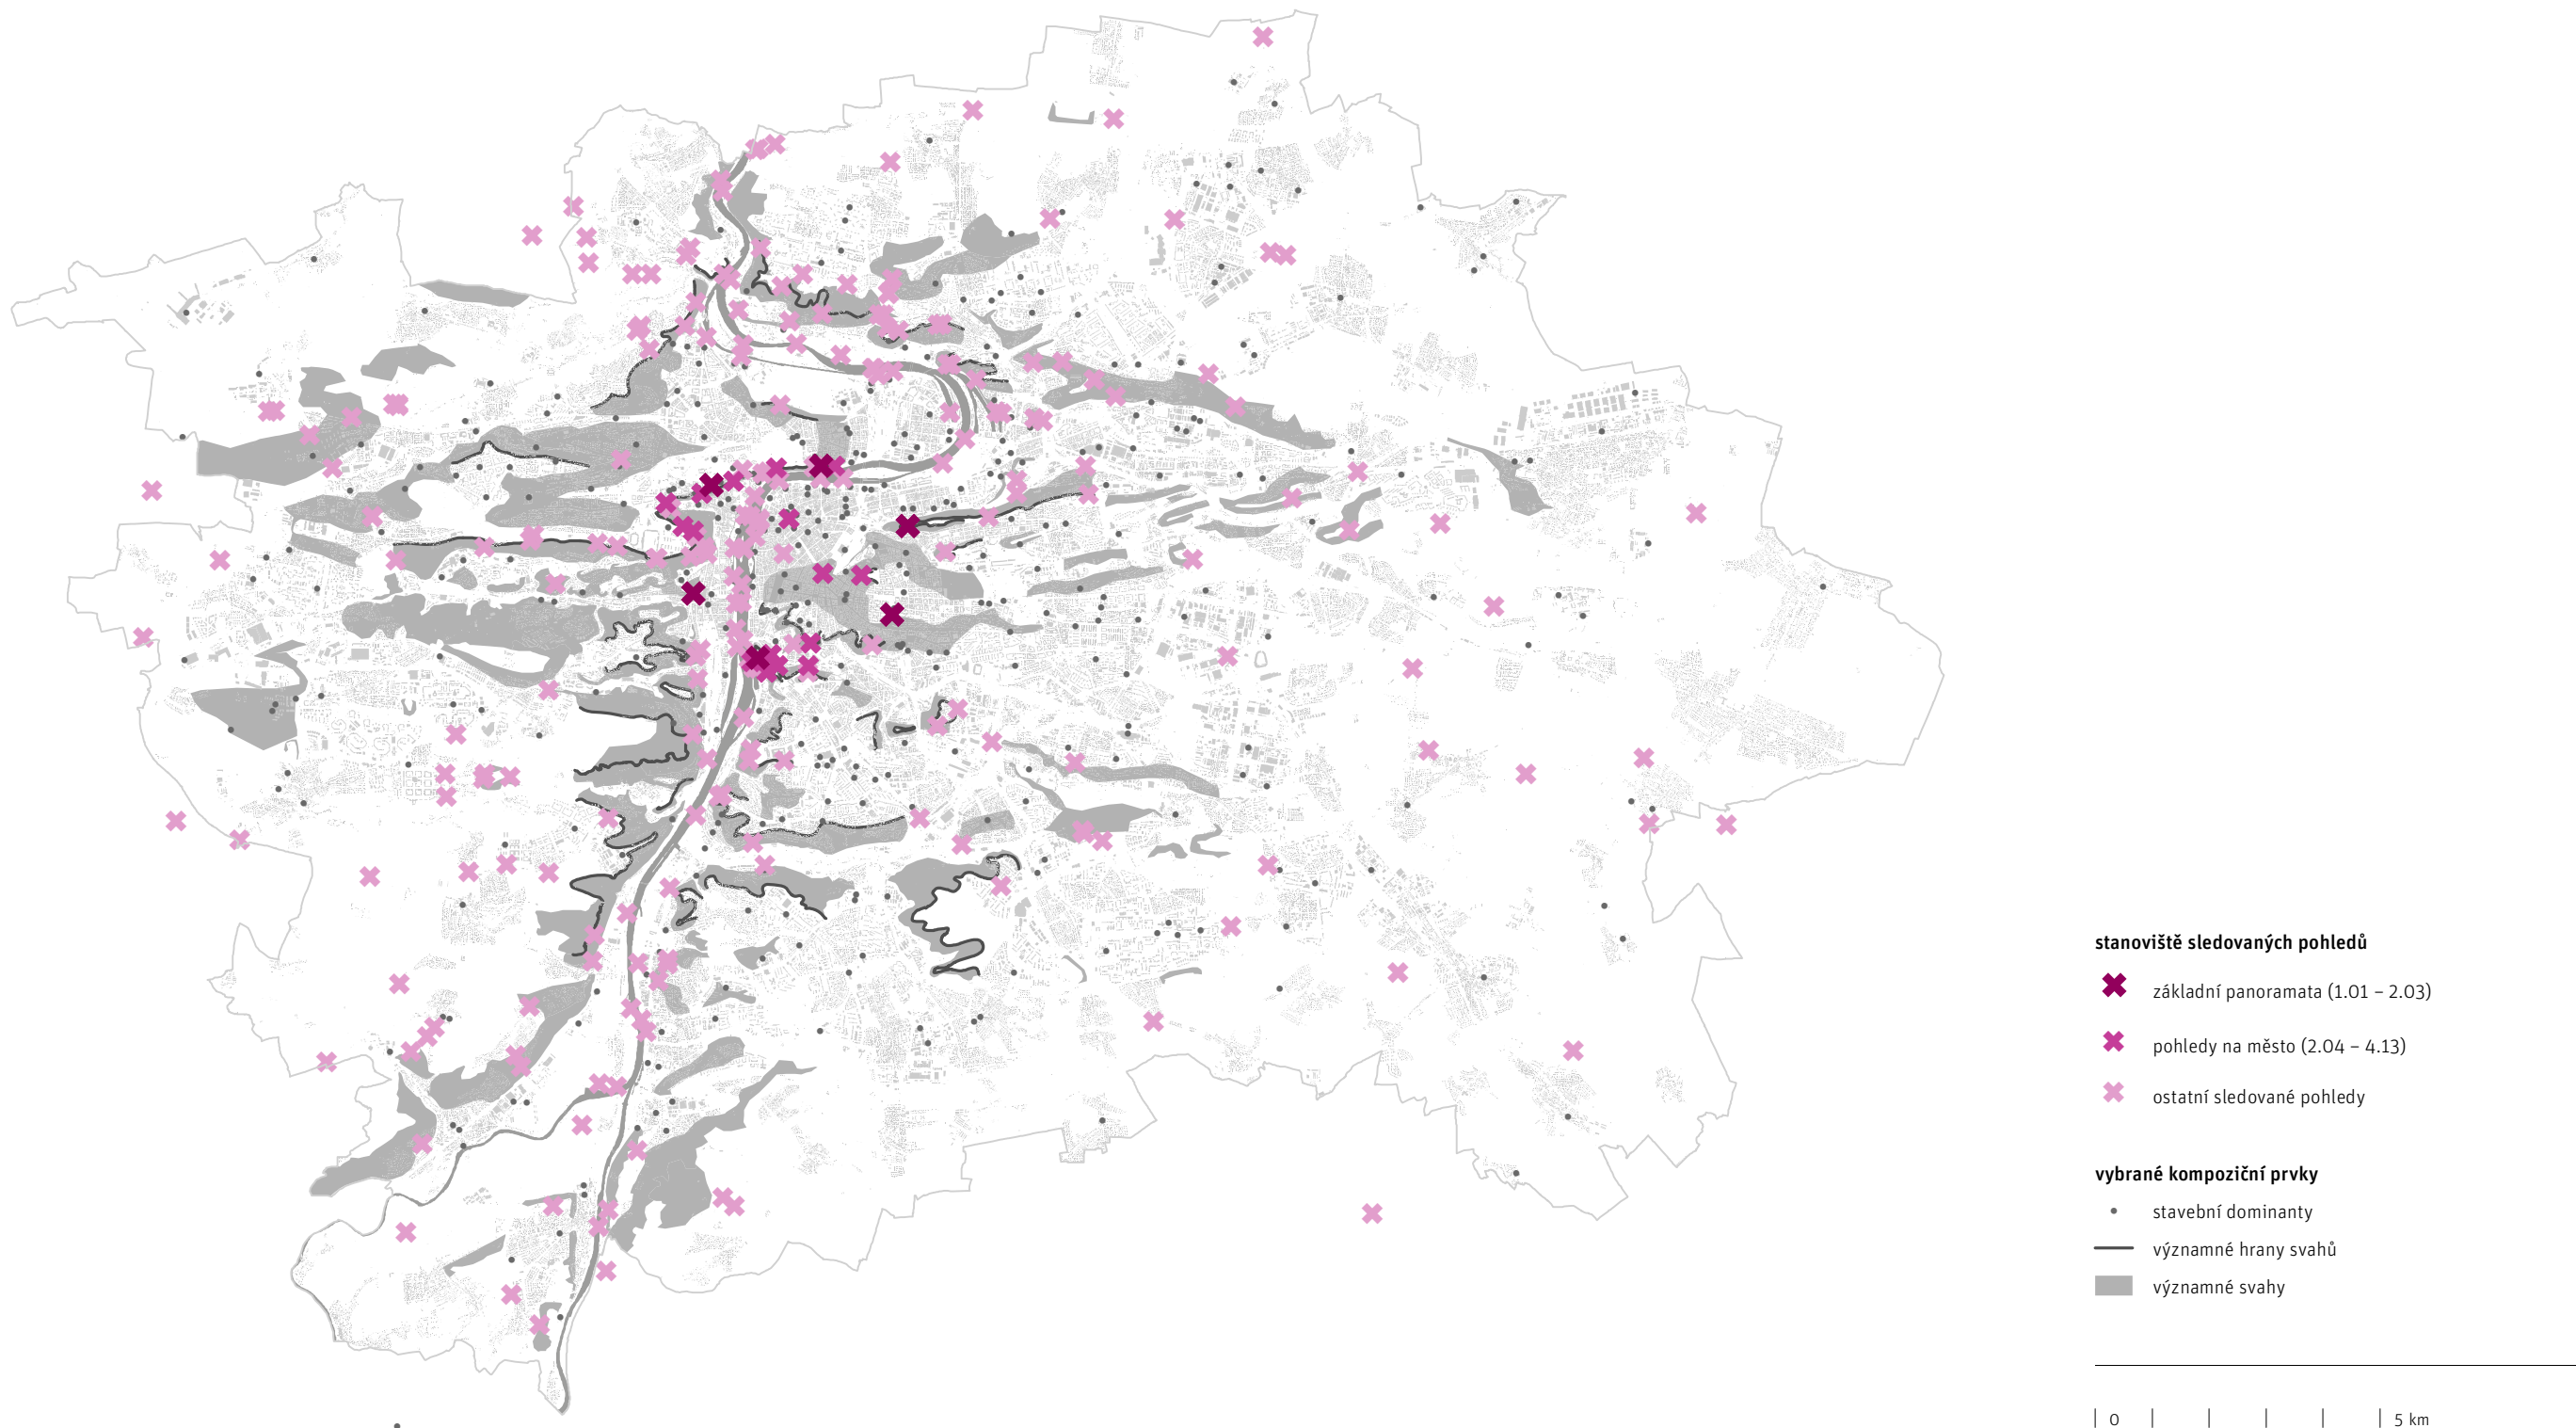 stanoviště sledovaných pohledů
základní panoramata (1.01 – 2.03)
pohledy na město (2.04 – 4.13)
ostatní sledované pohledy
vybrané kompoziční prvky
stavební dominanty
významné hrany svahů
významné svahy
0 5 km